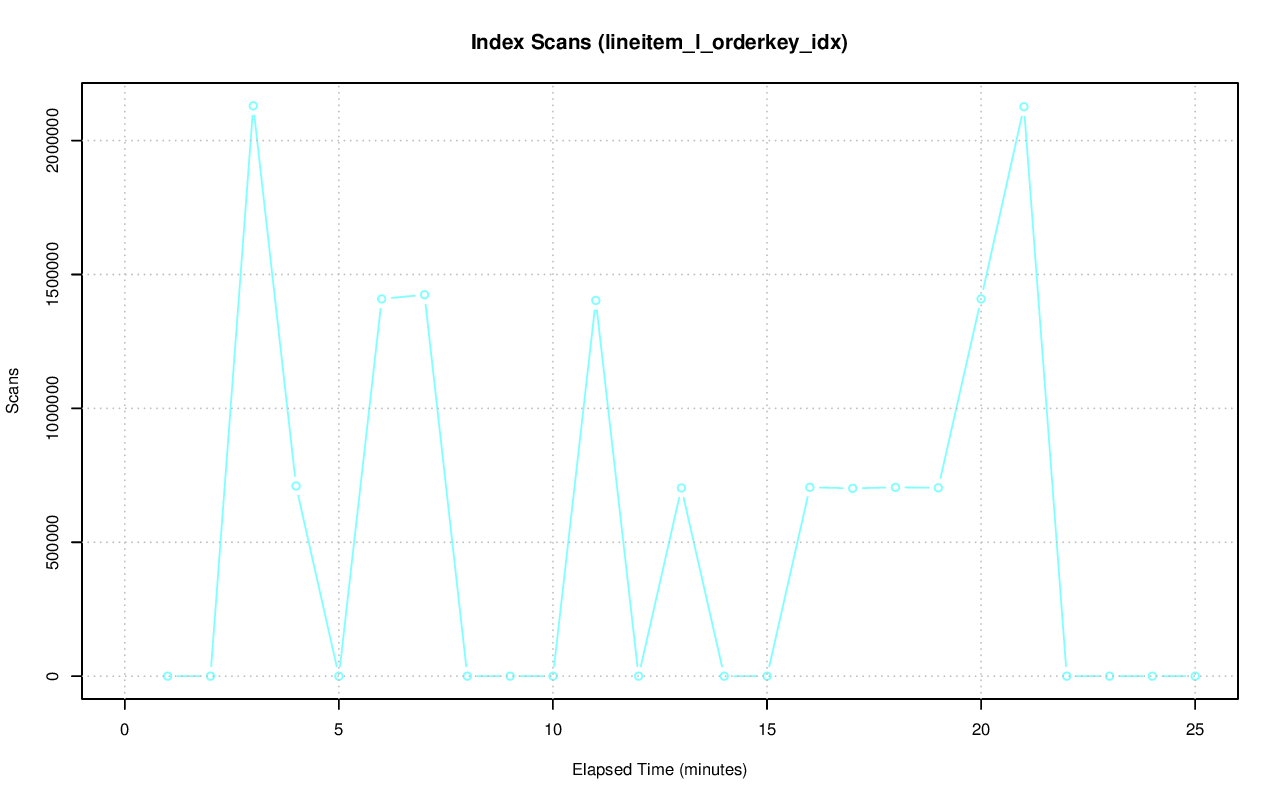 Index Scans (lineitem_l_orderkey_idx)
2000000
1500000
1000000
500000
0
Scans
0 5 10 15 20 25
Elapsed Time (minutes)